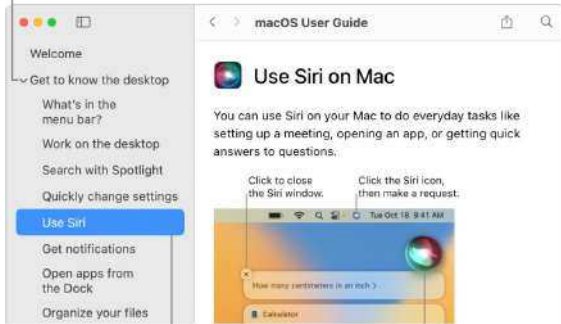 macOS User Guide
Welcome
Get to know the desktop
What's in the
menu bar?
Work on the desktop
Search with Spotlight
Quickly change settings
Use Siri
Get notifications
Open apps from
the Dock
Organize your files
Use Siri on Mac
You can use Siri on your Mac to do everyday tasks like
setting up a meeting, opening an app, or getting quick
answers to questions.
Click to close
the Siri window.
Click the Siri icon,
then make a request.
Tue Oct 18 9:41 AM
How many centimeters in an inch >
Calculator